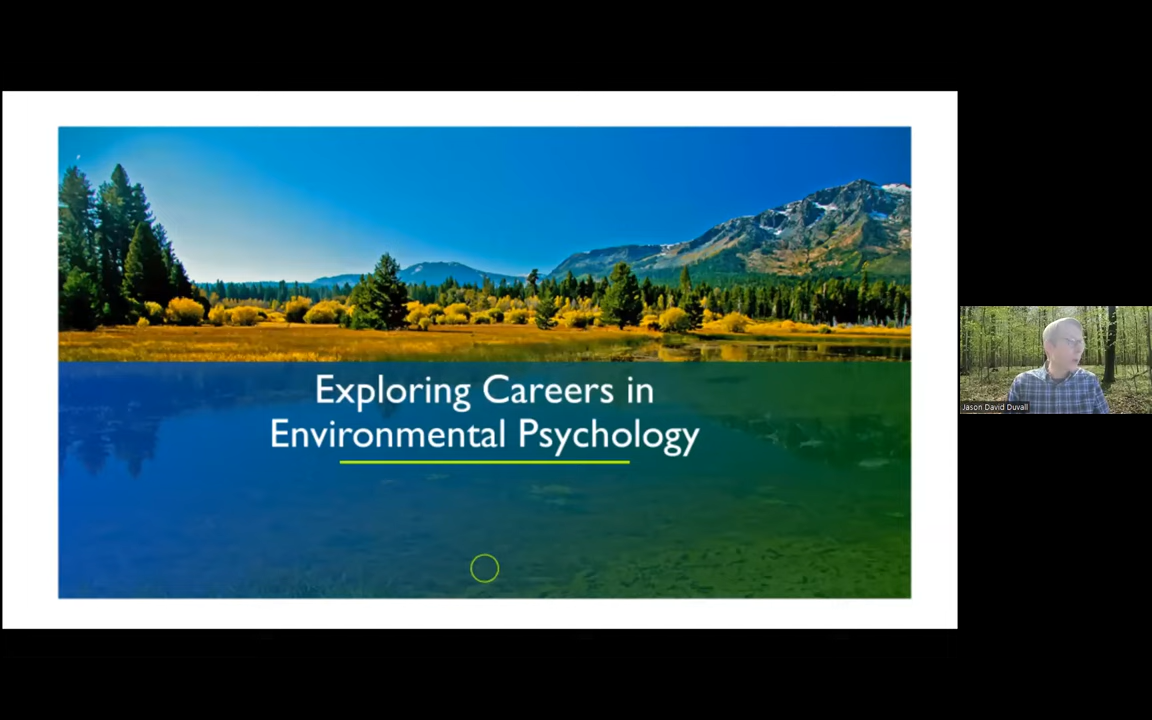 Exploring Careers in
Environmental Psychology
Jason David Duvall